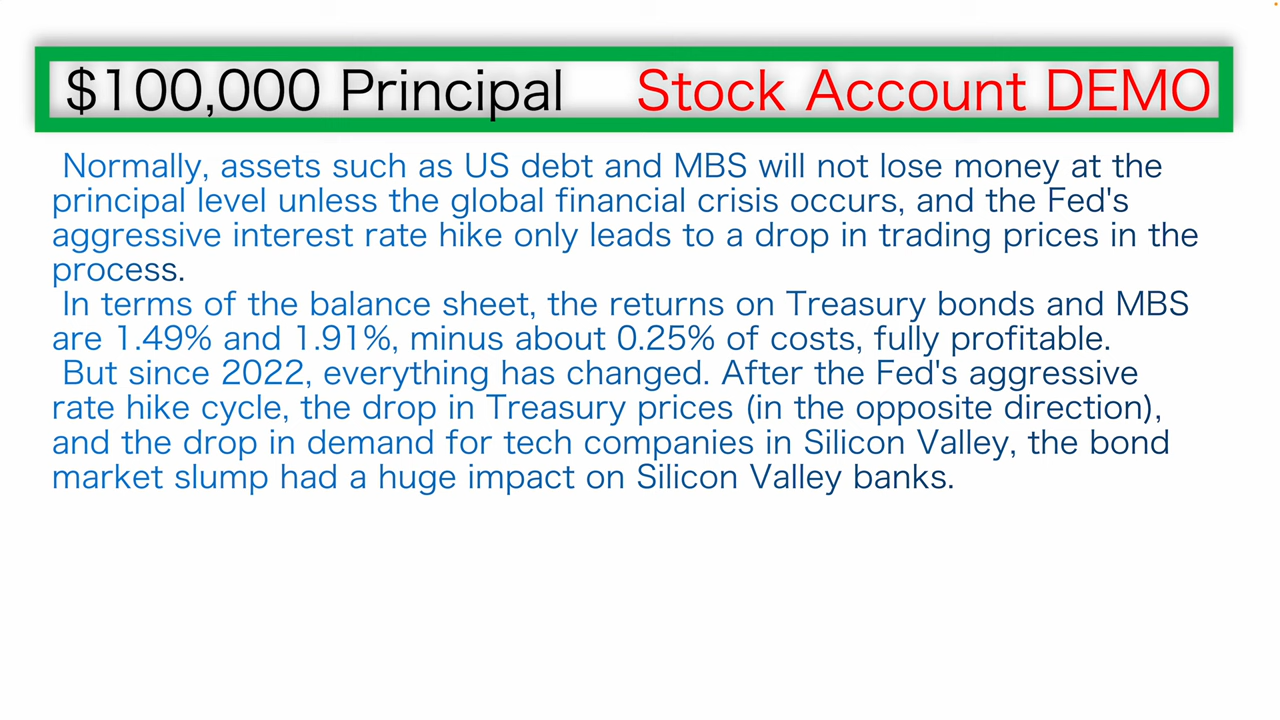 $100,000 Principal Stock Account DEMO
Normally, assets such as US debt and MBS will not lose money at the
principal level unless the global financial crisis occurs, and the Fed's
aggressive interest rate hike only leads to a drop in trading prices in the
process.
In terms of the balance sheet, the returns on Treasury bonds and MBS
are 1.49% and 1.91%, minus about 0.25% of costs, fully profitable.
But since 2022, everything has changed. After the Fed's aggressive
rate hike cycle, the drop in Treasury prices (in the opposite direction),
and the drop in demand for tech companies in Silicon Valley, the bond
market slump had a huge impact on Silicon Valley banks.